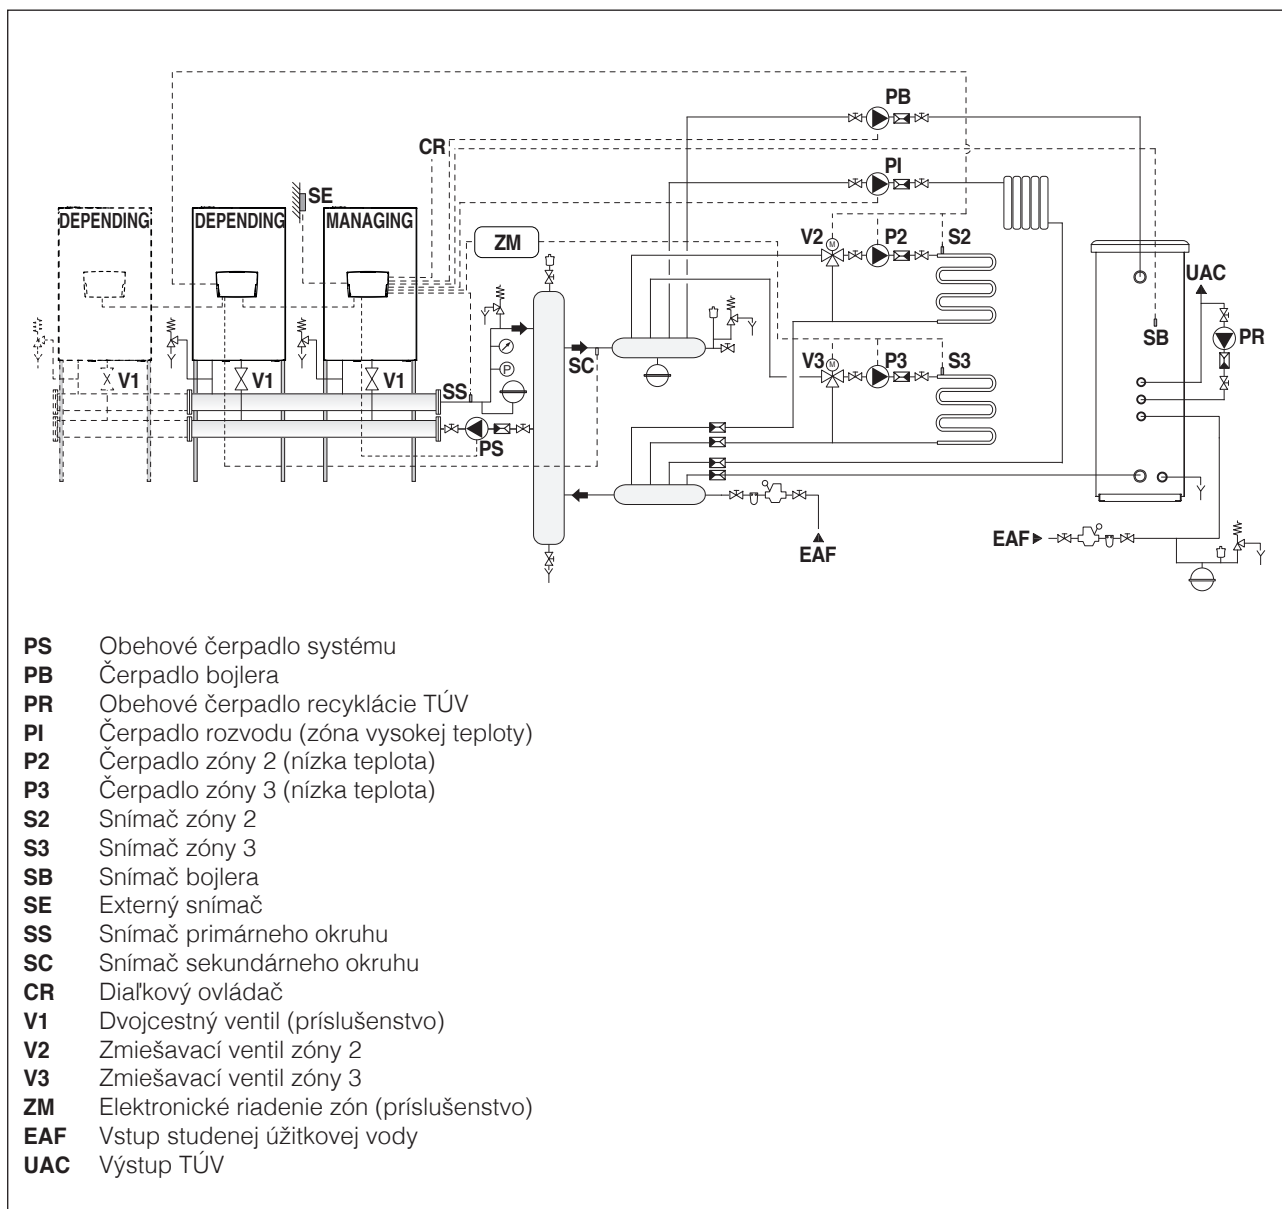 PB
CR
PI
SE
DEPENDING DEPENDING MANAGING
ZM
V2 P2 S2
UAC
SB PR
V1 V1 V1
SS
SC
V3 P3 S3
P
PS
M
M
EAF
EAF
PS Obehové čerpadlo systému
PB Čerpadlo bojlera
PR Obehové čerpadlo recyklácie TÚV
PI Čerpadlo rozvodu (zóna vysokej teploty)
P2 Čerpadlo zóny 2 (nízka teplota)
P3 Čerpadlo zóny 3 (nízka teplota)
S2 Snímač zóny 2
S3 Snímač zóny 3
SB Snímač bojlera
SE Externý snímač
SS Snímač primárneho okruhu
SC Snímač sekundárneho okruhu
CR Diaľkový ovládač
V1 Dvojcestný ventil (príslušenstvo)
V2 Zmiešavací ventil zóny 2
V3 Zmiešavací ventil zóny 3
ZM Elektronické riadenie zón (príslušenstvo)
EAF Vstup studenej úžitkovej vody
UAC Výstup TÚV